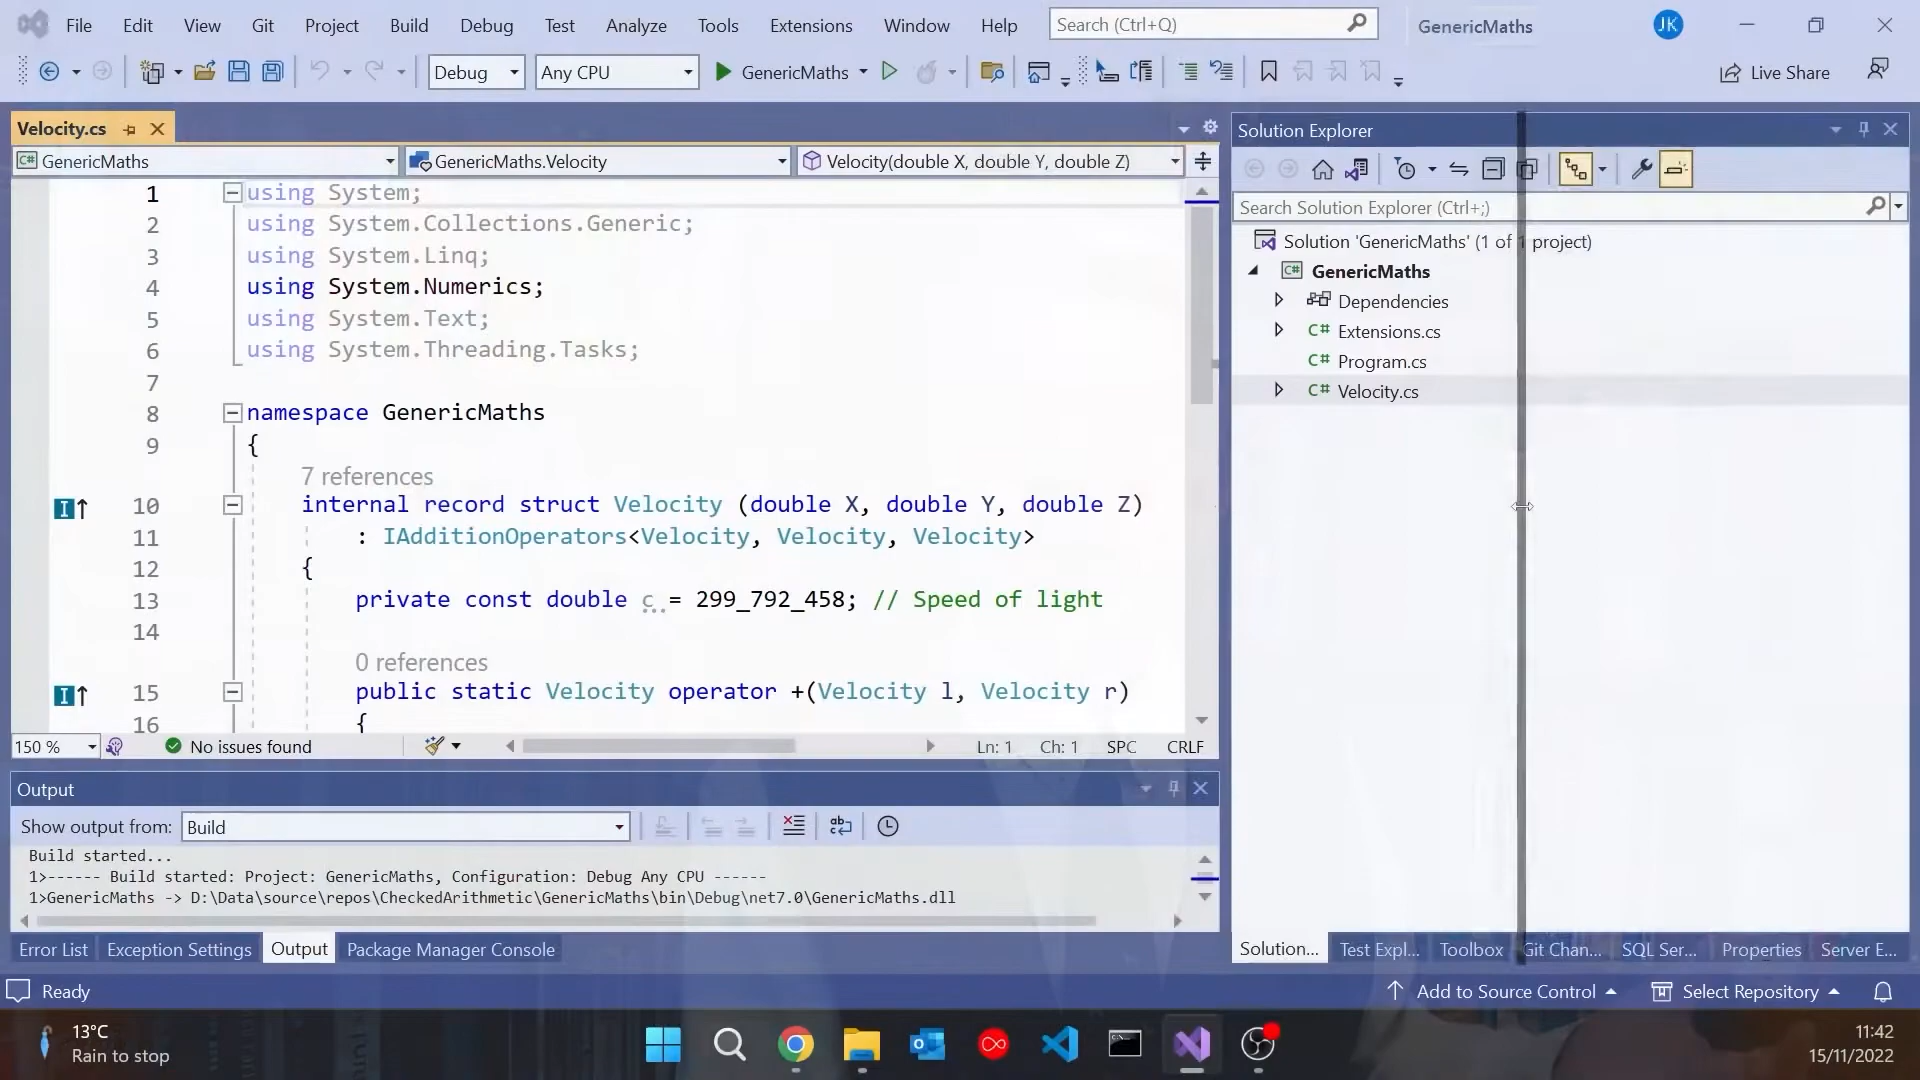 File Edit View Git Project Build Debug Test Analyze Tools Extensions Window Help Search (Ctrl+Q) GenericMaths JK
Debug Any CPU GenericMaths Live Share
Velocity.cs
GenericMaths GenericMaths.Velocity Velocity(double X, double Y, double Z)
1 using System;
2 using System.Collections.Generic;
3 using System.Linq;
4 using System.Numerics;
5 using System.Text;
6 using System.Threading.Tasks;
7
8 namespace GenericMaths
9 {
7 references
10 internal record struct Velocity (double X, double Y, double Z)
11 : IAdditionOperators<Velocity, Velocity, Velocity>
12 {
13 private const double c = 299_792_458; // Speed of light
14
0 references
15 public static Velocity operator +(Velocity l, Velocity r)
16 {
150 % No issues found Ln: 1 Ch: 1 SPC CRLF
Output
Show output from: Build
Build started...
1>------ Build started: Project: GenericMaths, Configuration: Debug Any CPU ------
1>GenericMaths -> D:\Data\source\repos\CheckedArithmetic\GenericMaths\bin\Debug\net7.0\GenericMaths.dll
Error List Exception Settings Output Package Manager Console
Solution Explorer
Search Solution Explorer (Ctrl+;)
Solution 'GenericMaths' (1 of 1 project)
C# GenericMaths
Dependencies
C# Extensions.cs
C# Program.cs
C# Velocity.cs
Solution... Test Expl... Toolbox Git Chan... SQL Ser... Properties Server E...
Ready Add to Source Control Select Repository
13°C
Rain to stop
11:42
15/11/2022